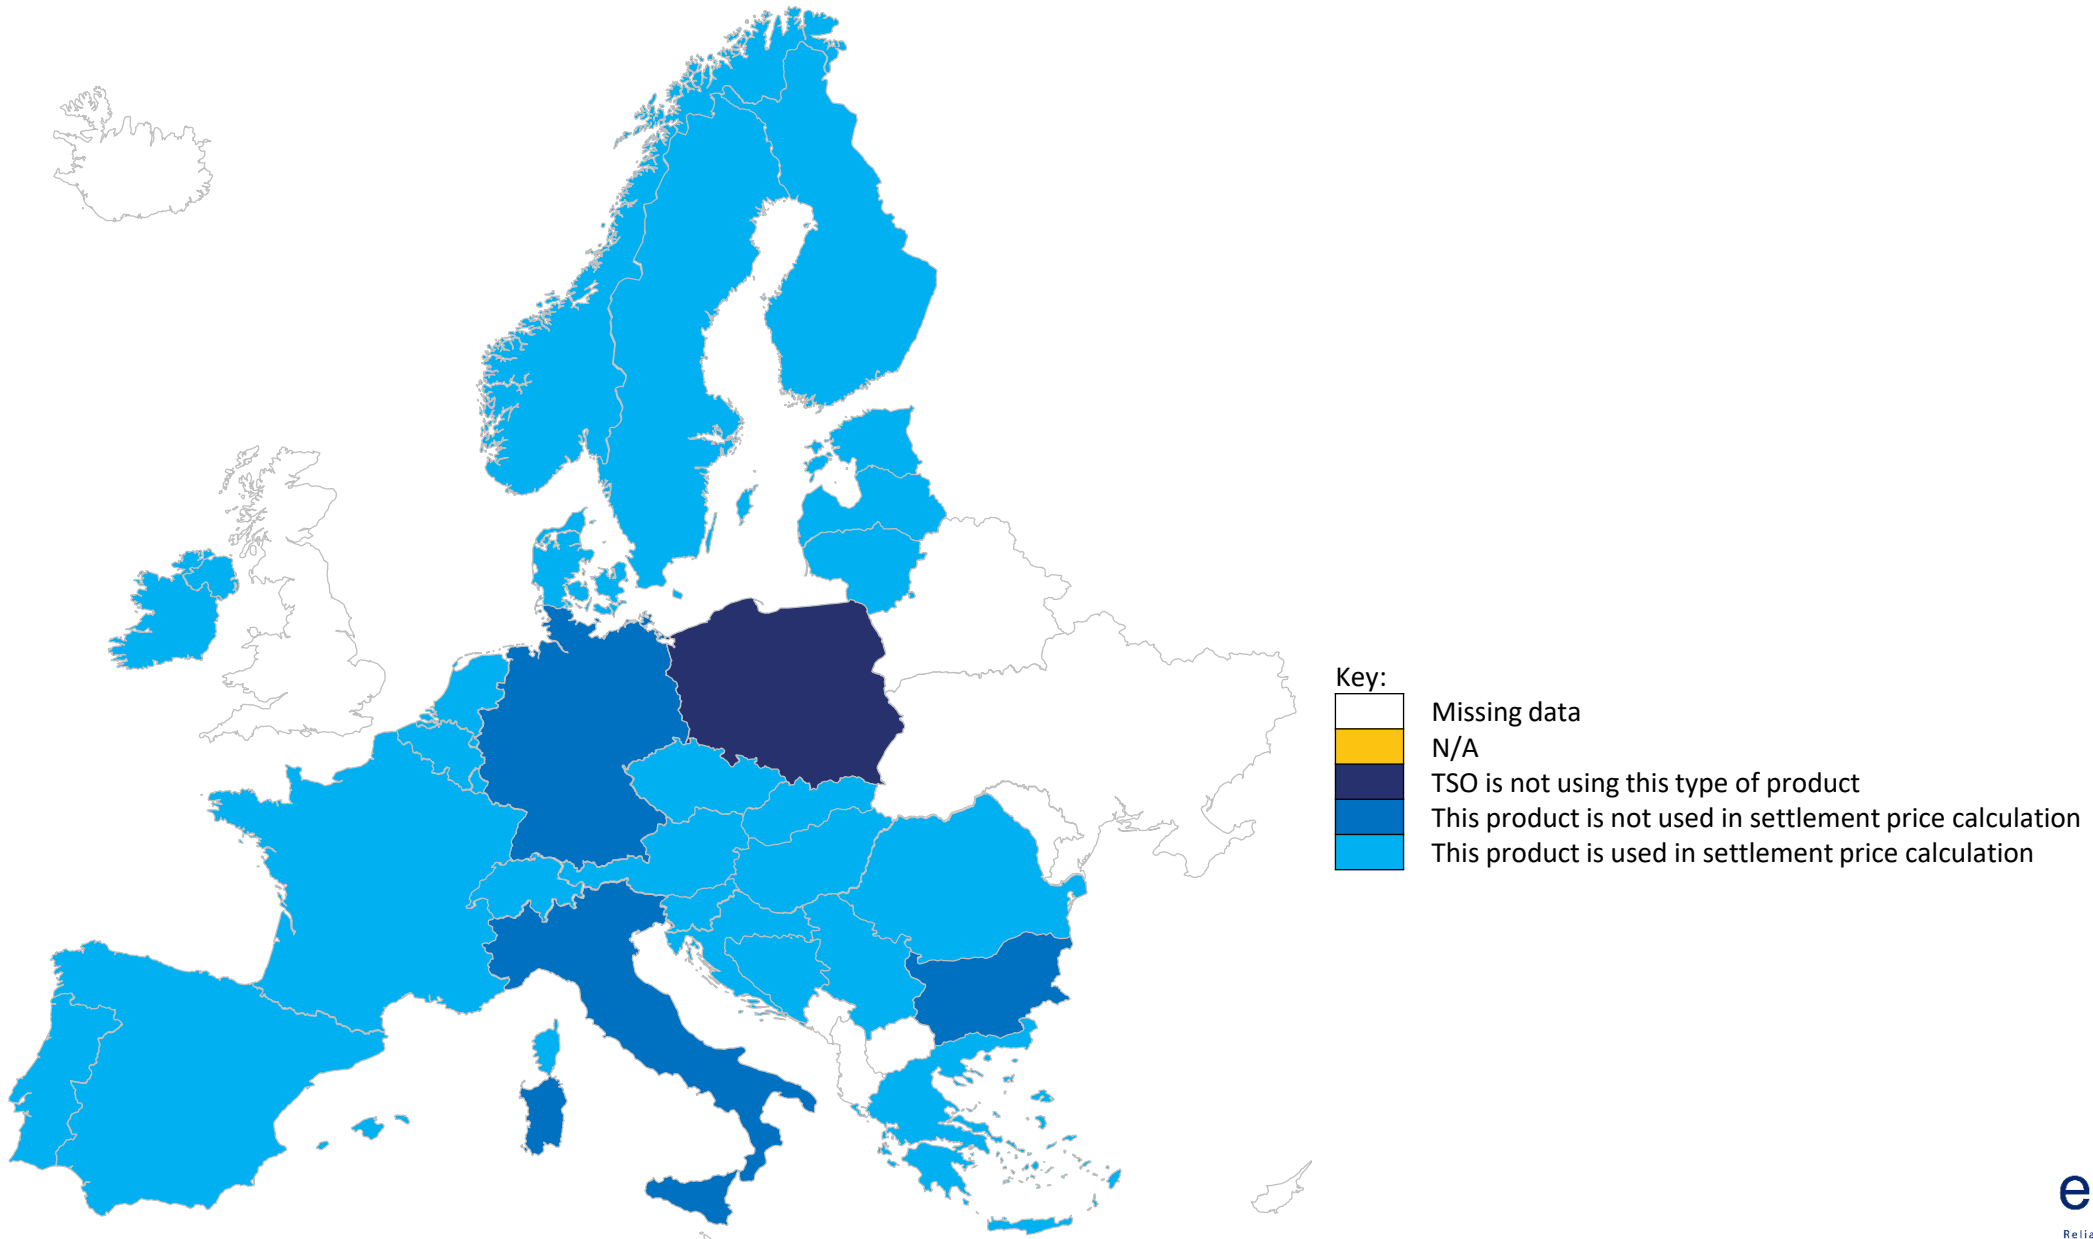 Key:
Missing data
N/A
TSO is not using this type of product
This product is not used in settlement price calculation
This product is used in settlement price calculation
e
Relia